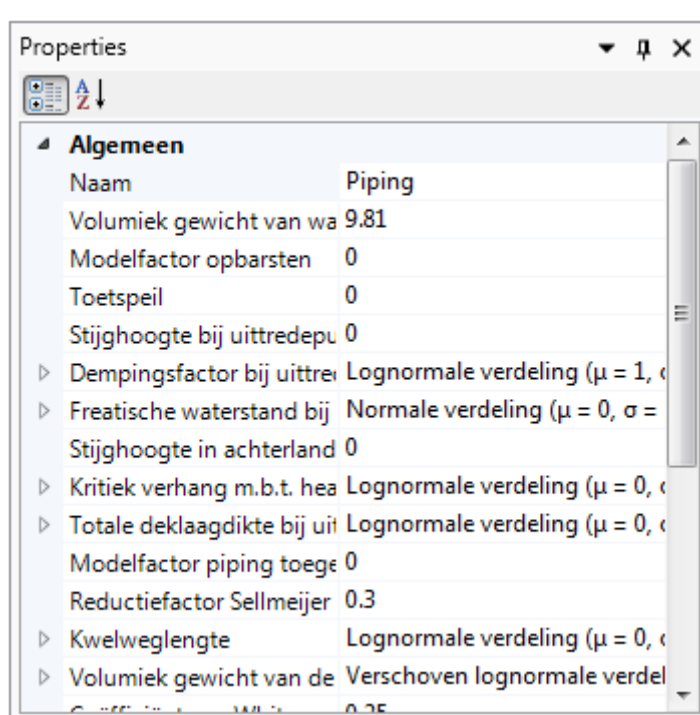 Properties
Algemeen
Naam Piping
Volumiek gewicht van wa 9.81
Modelfactor opbarsten 0
Toetspeil 0
Stijghoogte bij uittredepu 0
Dempingsfactor bij uittre Lognormale verdeling (μ = 1,
Freatische waterstand bij Normale verdeling (μ = 0, σ =
Stijghoogte in achterland 0
Kritiek verhang m.b.t. hea Lognormale verdeling (μ = 0,
Totale deklaagdikte bij uit Lognormale verdeling (μ = 0,
Modelfactor piping toege 0
Reductiefactor Sellmeijer 0.3
Kwelweglengte Lognormale verdeling (μ = 0,
Volumiek gewicht van de Verschoven lognormale verdel